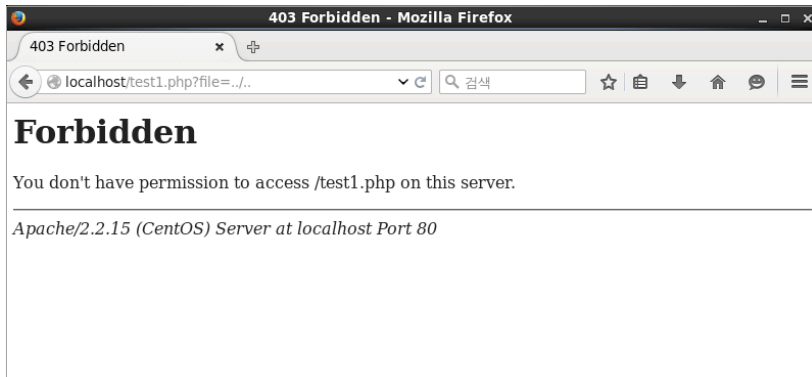 403 Forbidden - Mozilla Firefox
403 Forbidden
localhost/test1.php?file=../..
검색
Forbidden
You don't have permission to access /test1.php on this server.
Apache/2.2.15 (CentOS) Server at localhost Port 80